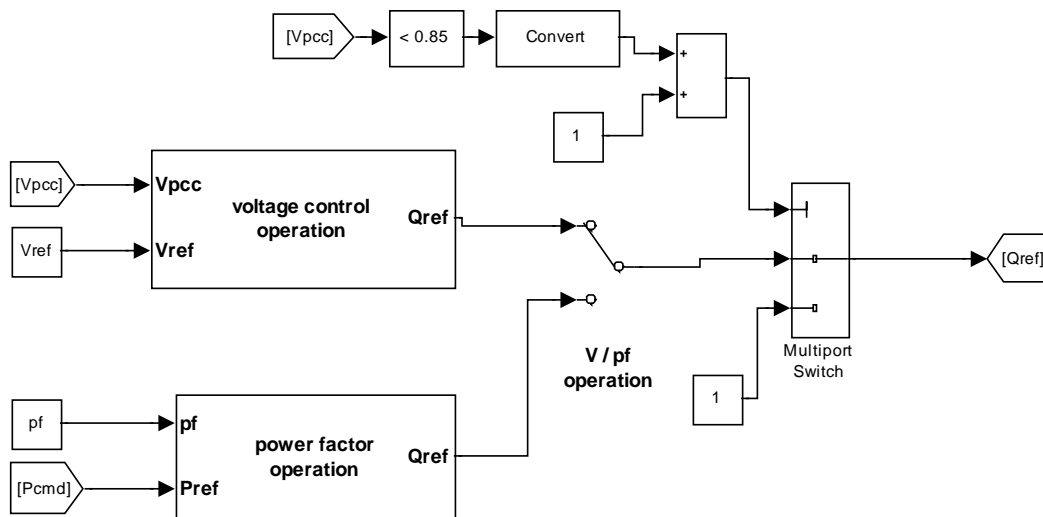 [Vpcc]
< 0.85
Convert
+
+
1
[Vpcc]
Vref
Vpcc
Vref
voltage control
operation
Qref
V / pf
operation
1
Multiport
Switch
[Qref]
pf
[Pcmd]
pf
Pref
power factor
operation
Qref